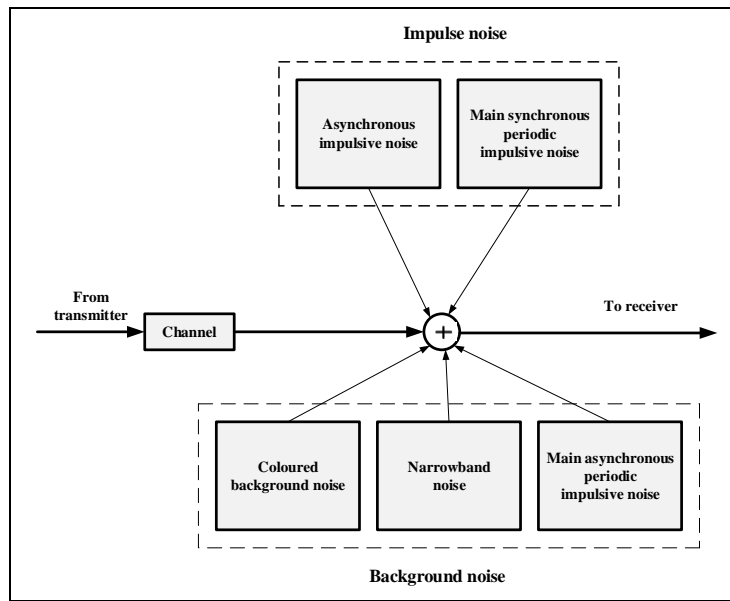 Impulse noise
Asynchronous
impulsive noise
Main synchronous
periodic
impulsive noise
From
transmitter
Channel
+
To receiver
Coloured
background noise
Narrowband
noise
Main asynchronous
periodic
impulsive noise
Background noise